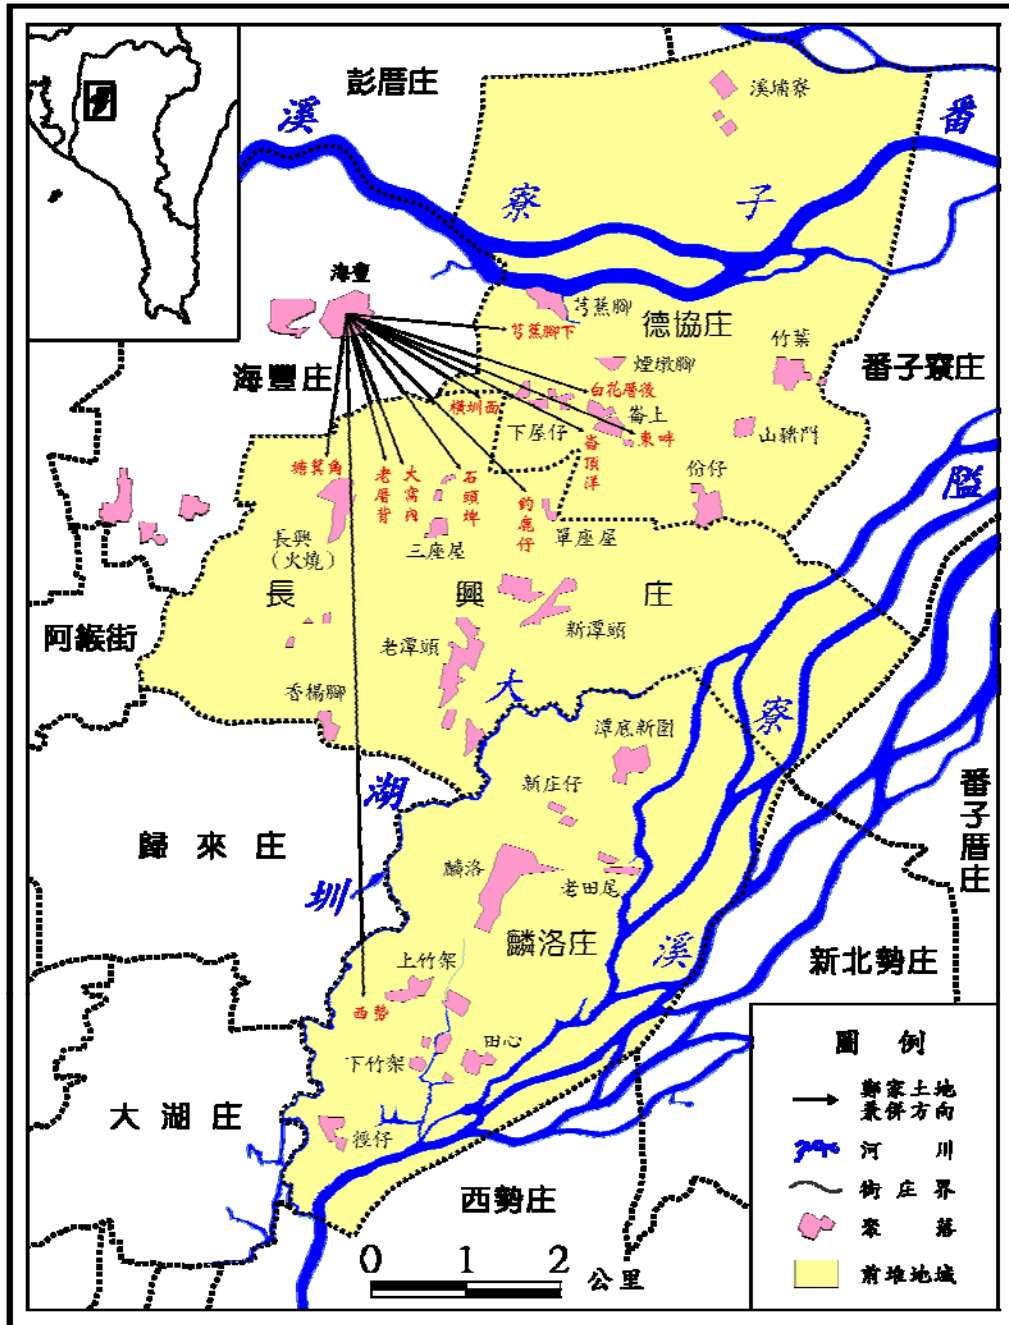 彭厝庄
溪埔寮
番
子
寮
溪
海豐
芎蕉腳
芎蕉腳下
德協庄
竹葉
煙墩腳
番子寮庄
海豐庄
白花厝後
橫圳面
崙上
下屋仔
東畔
山豬門
崙頂洋
份仔
隘
塘箕角
老厝背
大窩內
石頭埤
釣鹿仔
單座屋
三座屋
長興
(火燒)
長興庄
阿緱街
新潭頭
老潭頭
香楊腳
大
寮
潭底新圍
湖
新庄仔
番子厝庄
歸來庄
麟洛
老田尾
圳
麟洛庄
溪
新北勢庄
上竹架
西勢
田心
下竹架
大湖庄
徑仔
西勢庄
圖例
鄭家土地
兼併方向
河川
街庄界
聚落
前堆地域
0 1 2
公里